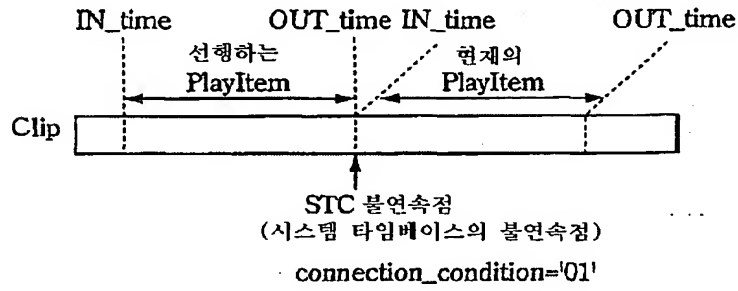 IN_time OUT_time IN_time OUT_time
선행하는 현재의
PlayItem PlayItem
Clip
STC 불연속점
(시스템 타임베이스의 불연속점)
connection_condition='01'